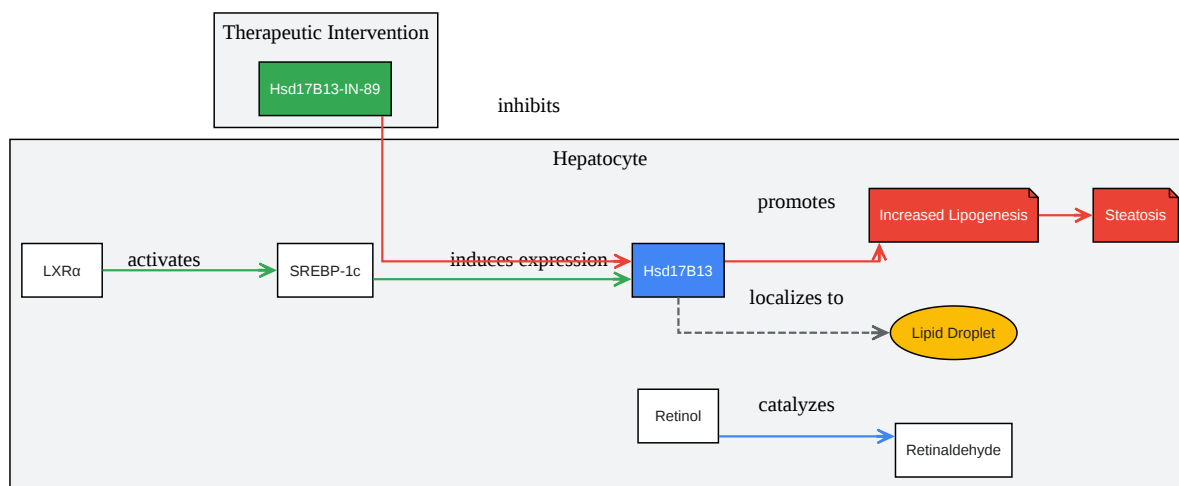 Therapeutic Intervention
Hsd17B13-IN-89
inhibits
Hepatocyte
promotes
Increased Lipogenesis
Steatosis
LXRα
activates
SREBP-1c
induces expression
Hsd17B13
localizes to
Lipid Droplet
Retinol
catalyzes
Retinaldehyde